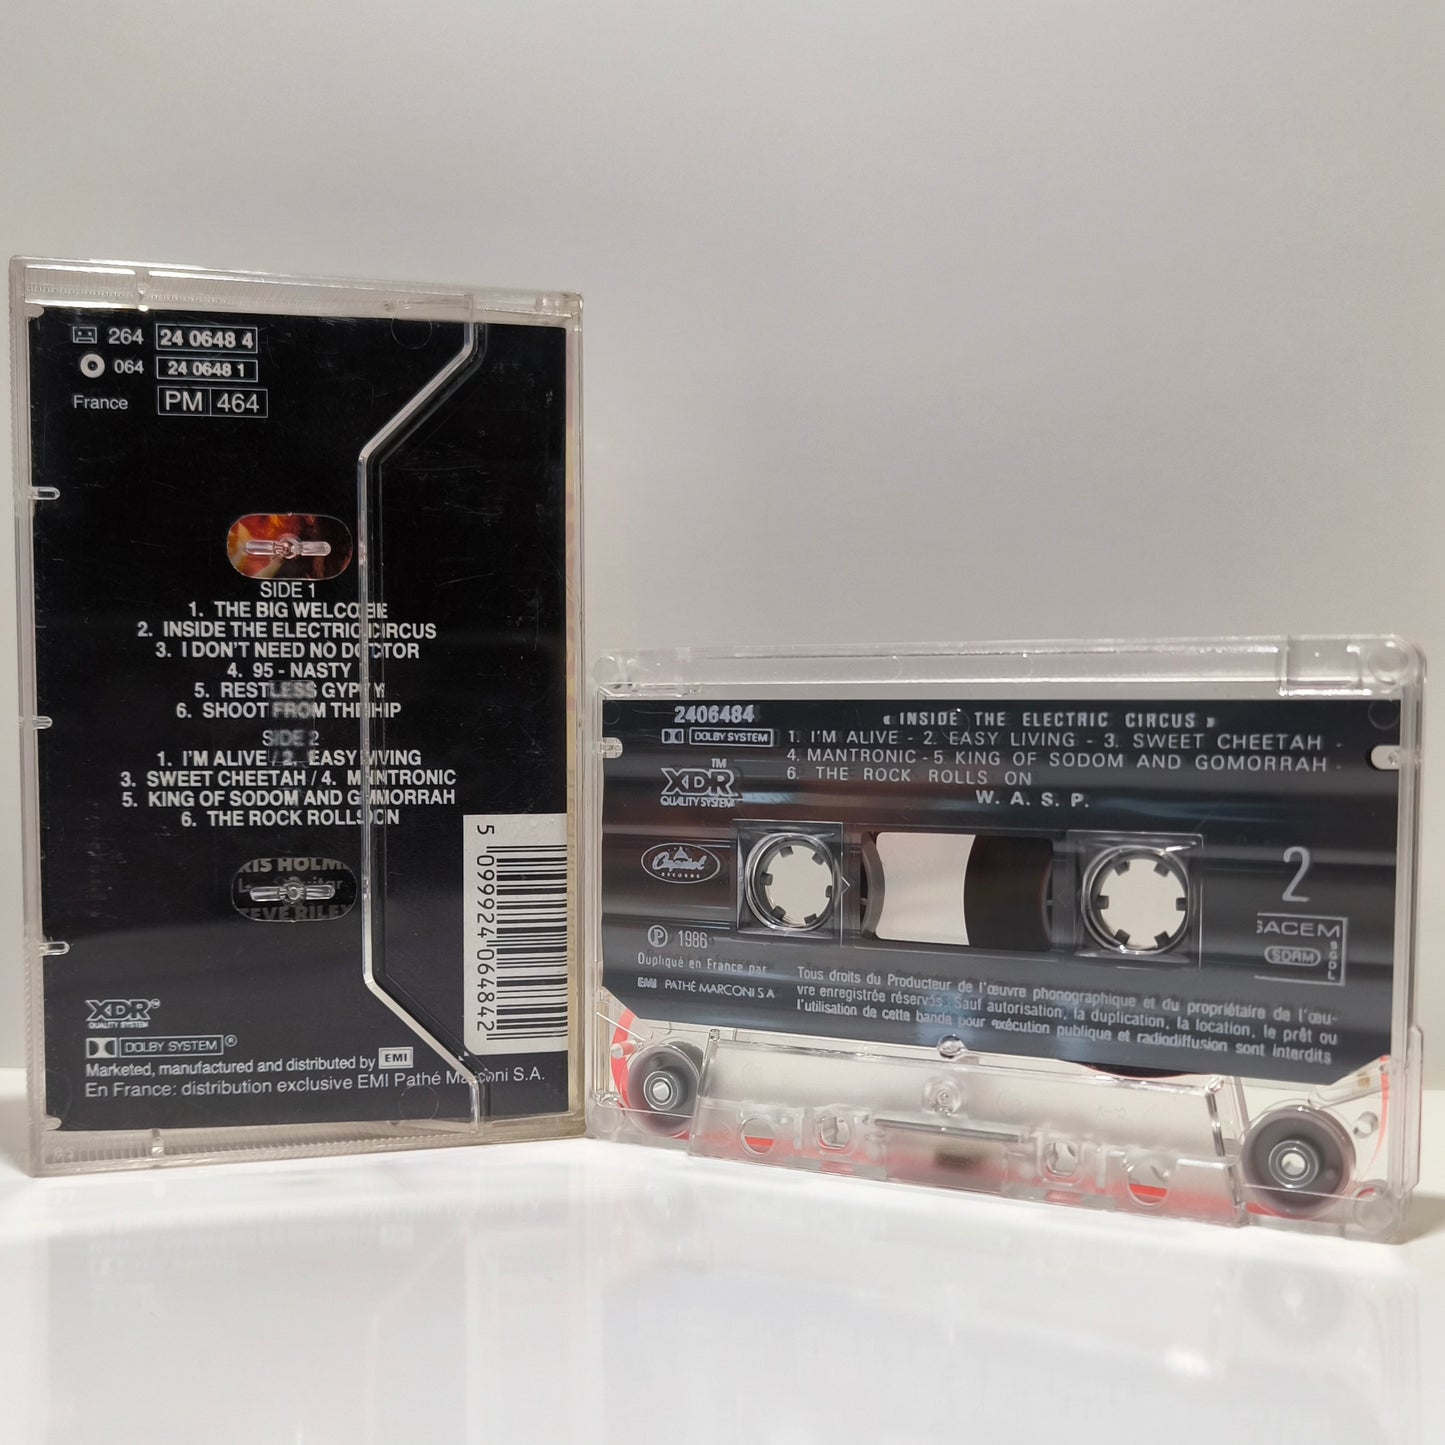 264 24 0648 4
064 24 0648 1
France PM 464
SIDE 1
1. THE BIG WELCOME
2. INSIDE THE ELECTRIC CIRCUS
3. I DON'T NEED NO DOCTOR
4. 95 - NASTY
5. RESTLESS GYPSY
6. SHOOT FROM THE HIP
SIDE 2
1. I'M ALIVE / 2. EASY LIVING
3. SWEET CHEETAH / 4. MANTRONIC
5. KING OF SODOM AND GOMORRAH
6. THE ROCK ROLLS ON
RIS HOLM
EVE RILEY
5 099924 064842
XDR™
QUALITY SYSTEM
DOLBY SYSTEM®
Marketed, manufactured and distributed by EMI
En France: distribution exclusive EMI Pathé Marconi S.A.
2406484
DOLBY SYSTEM
XDR™
QUALITY SYSTEM
« INSIDE THE ELECTRIC CIRCUS »
1. I'M ALIVE - 2. EASY LIVING - 3. SWEET CHEETAH -
4. MANTRONIC - 5. KING OF SODOM AND GOMORRAH -
6. THE ROCK ROLLS ON
W. A. S. P.
Capitol
RECORDS
2
SACEM
SDRM
SGDL
Ⓟ 1986
Dupliqué en France par
EMI PATHÉ MARCONI S A
Tous droits du Producteur de l'œuvre phonographique et du propriétaire de l'œu-
vre enregistrée réservés. Sauf autorisation, la duplication, la location, le prêt ou
l'utilisation de cette bande pour exécution publique et radiodiffusion sont interdits